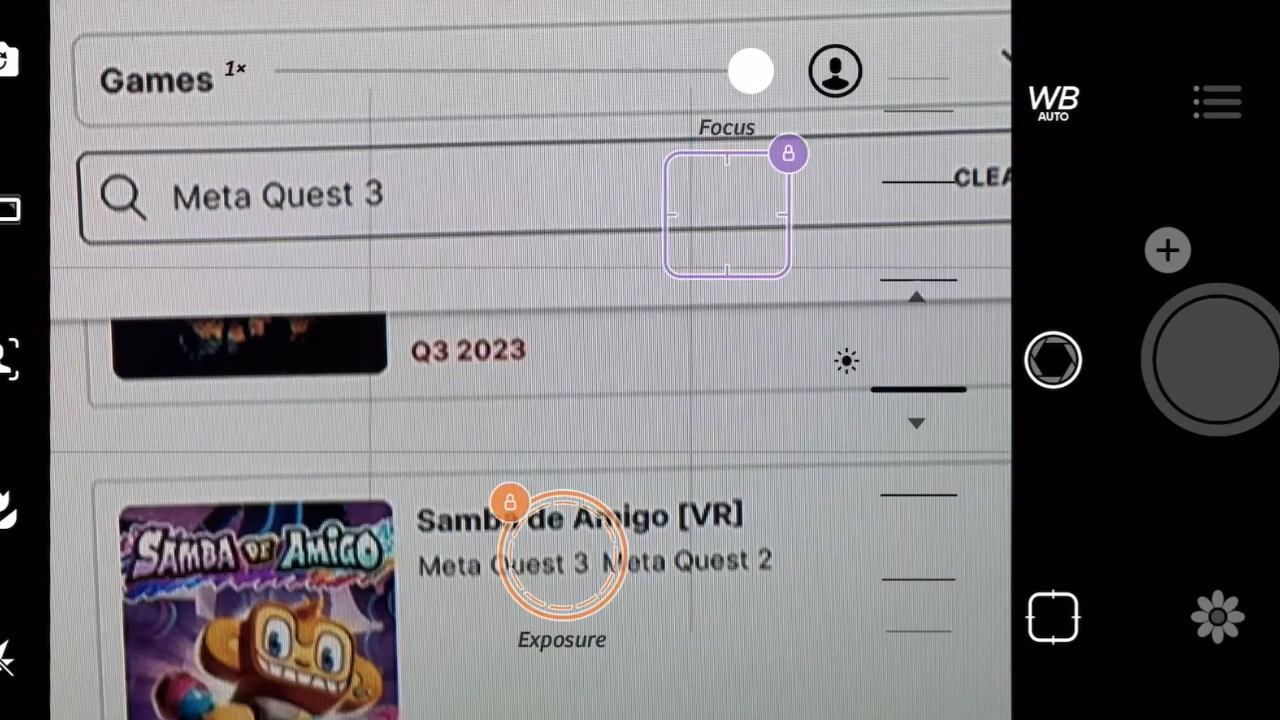 Games
1×
WB
AUTO
Focus
Meta Quest 3
CLEA
Q3 2023
SAMBA DE AMIGO
Samba de Amigo [VR]
Meta Quest 3 Meta Quest 2
Exposure